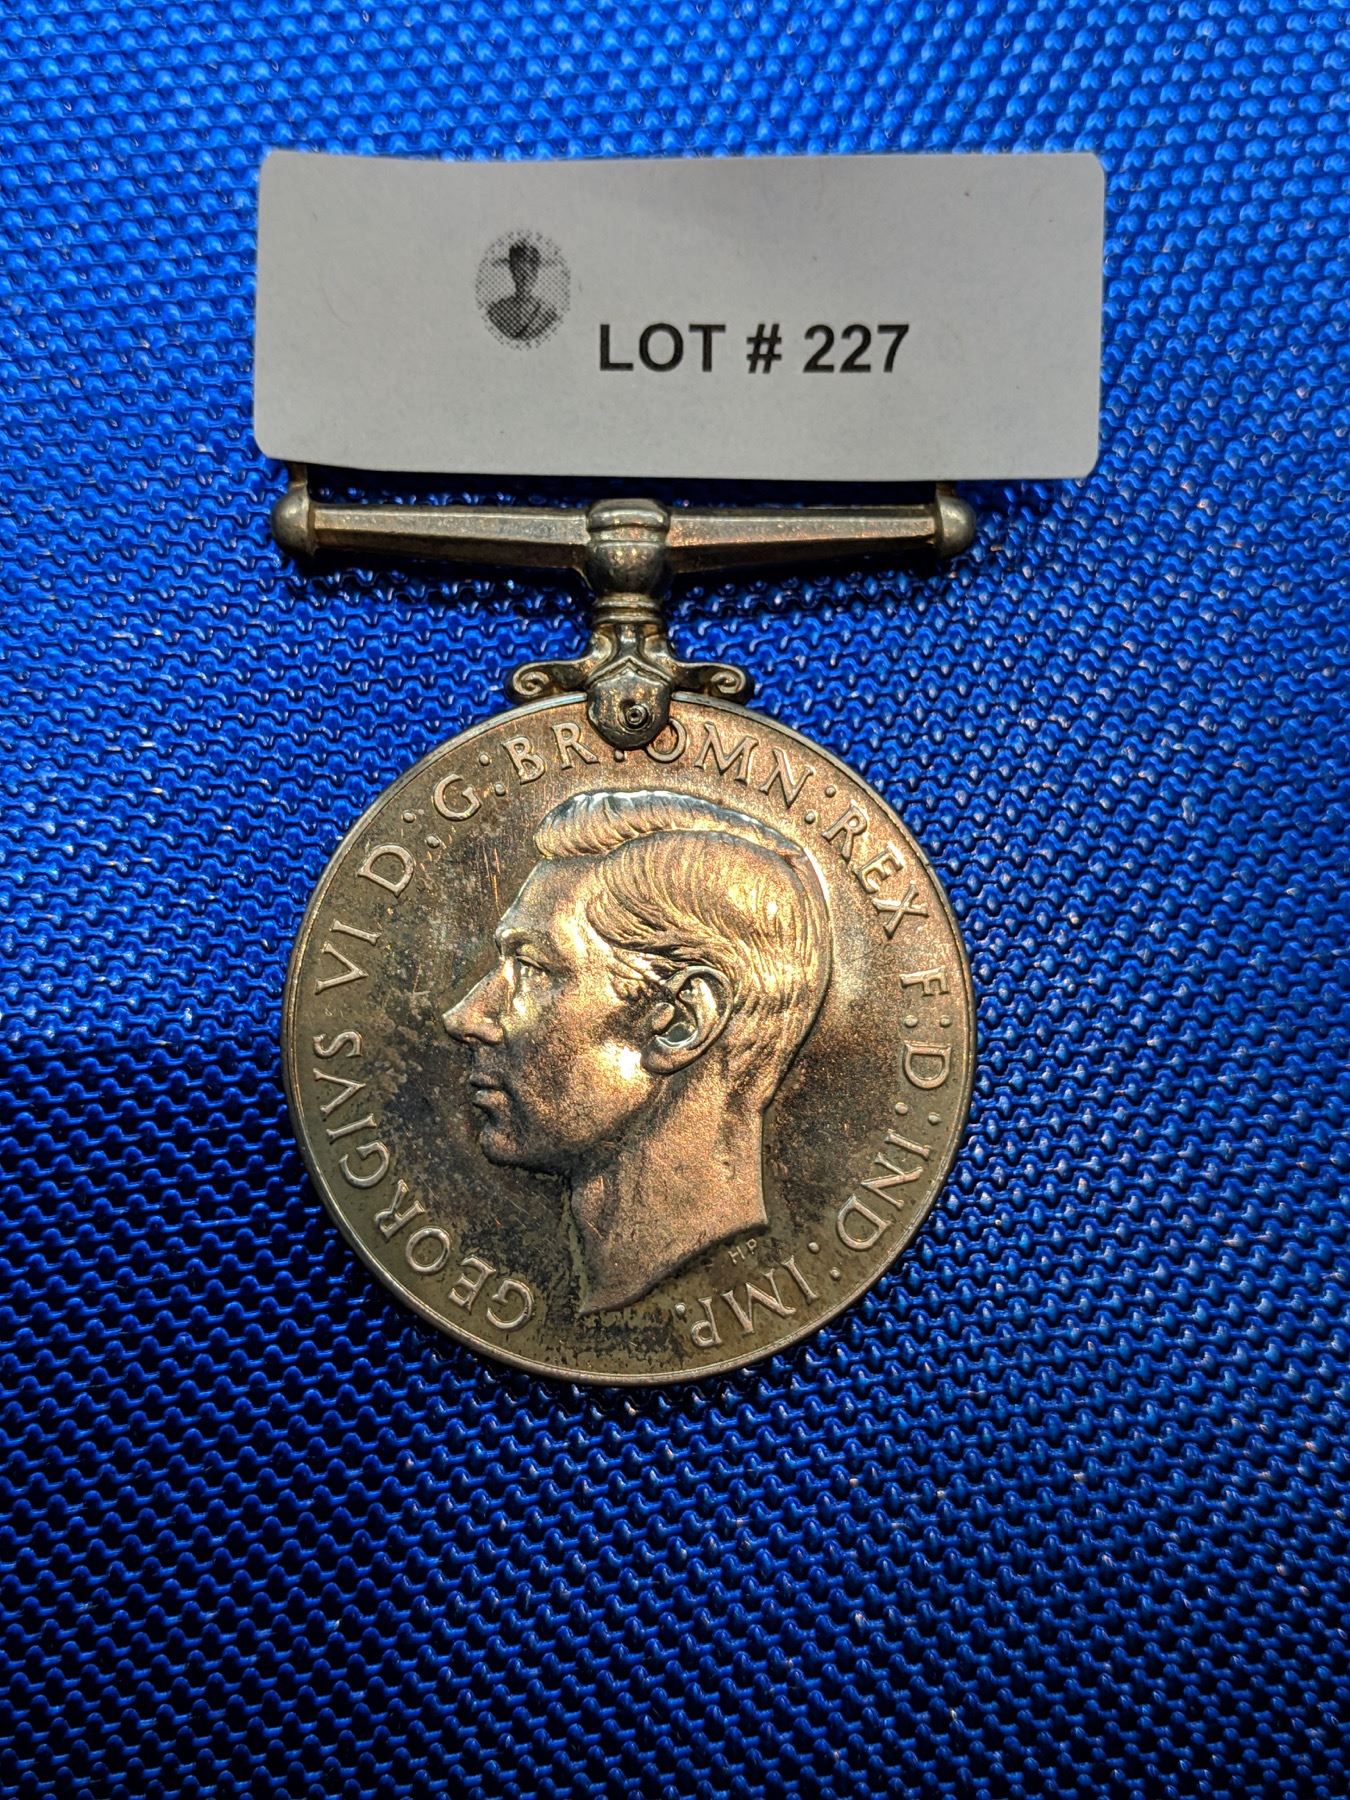 LOT # 227
GEORGIVS VI D:G:BR:OMN:REX F:D:IND:IMP.
HP